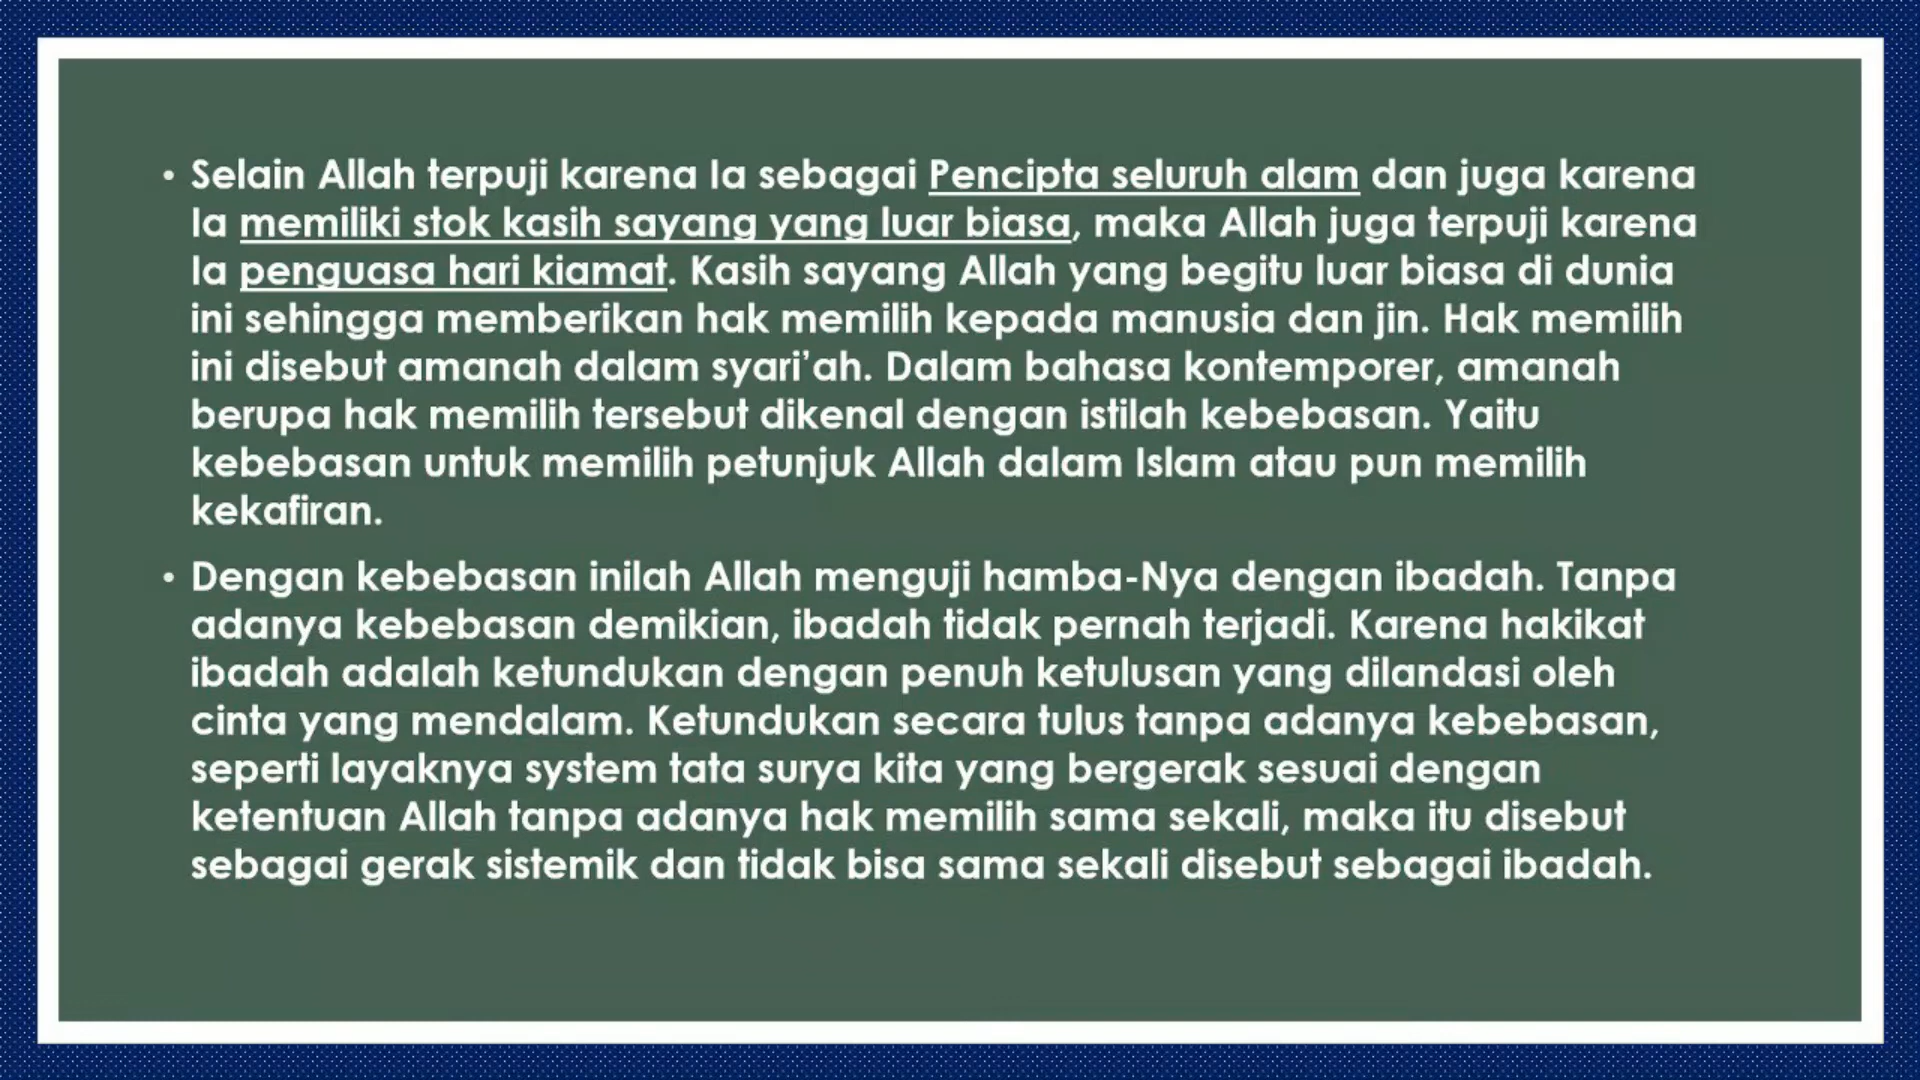 • Selain Allah terpuji karena Ia sebagai Pencipta seluruh alam dan juga karena
Ia memiliki stok kasih sayang yang luar biasa, maka Allah juga terpuji karena
Ia penguasa hari kiamat. Kasih sayang Allah yang begitu luar biasa di dunia
ini sehingga memberikan hak memilih kepada manusia dan jin. Hak memilih
ini disebut amanah dalam syari’ah. Dalam bahasa kontemporer, amanah
berupa hak memilih tersebut dikenal dengan istilah kebebasan. Yaitu
kebebasan untuk memilih petunjuk Allah dalam Islam atau pun memilih
kekafiran.
• Dengan kebebasan inilah Allah menguji hamba-Nya dengan ibadah. Tanpa
adanya kebebasan demikian, ibadah tidak pernah terjadi. Karena hakikat
ibadah adalah ketundukan dengan penuh ketulusan yang dilandasi oleh
cinta yang mendalam. Ketundukan secara tulus tanpa adanya kebebasan,
seperti layaknya system tata surya kita yang bergerak sesuai dengan
ketentuan Allah tanpa adanya hak memilih sama sekali, maka itu disebut
sebagai gerak sistemik dan tidak bisa sama sekali disebut sebagai ibadah.